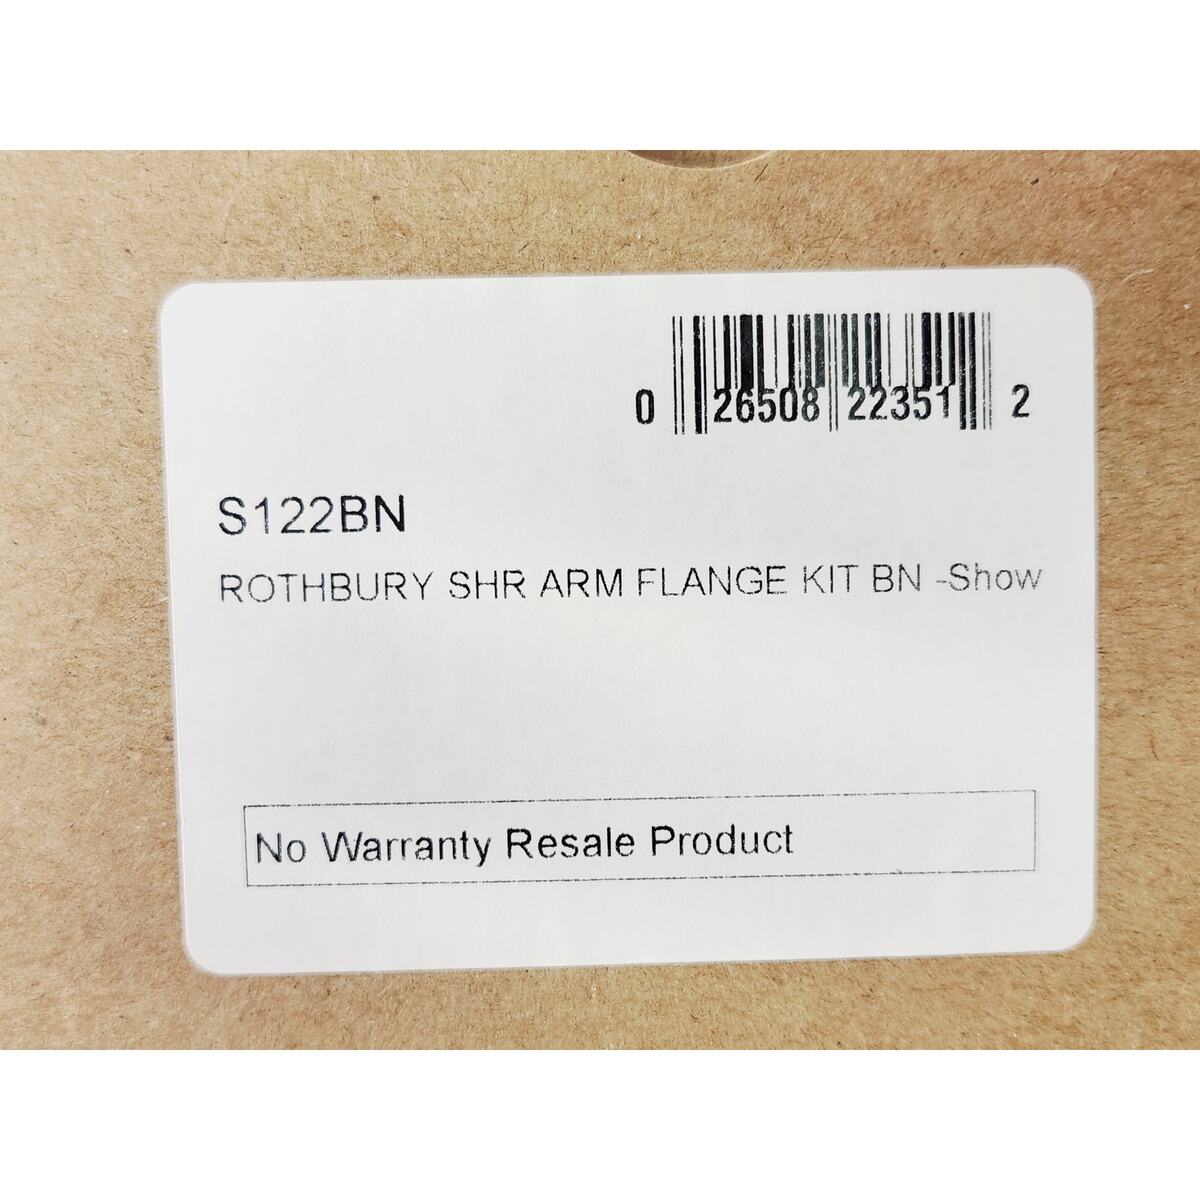 0 26508 22351 2
S122BN
ROTHBURY SHR ARM FLANGE KIT BN -Show
No Warranty Resale Product